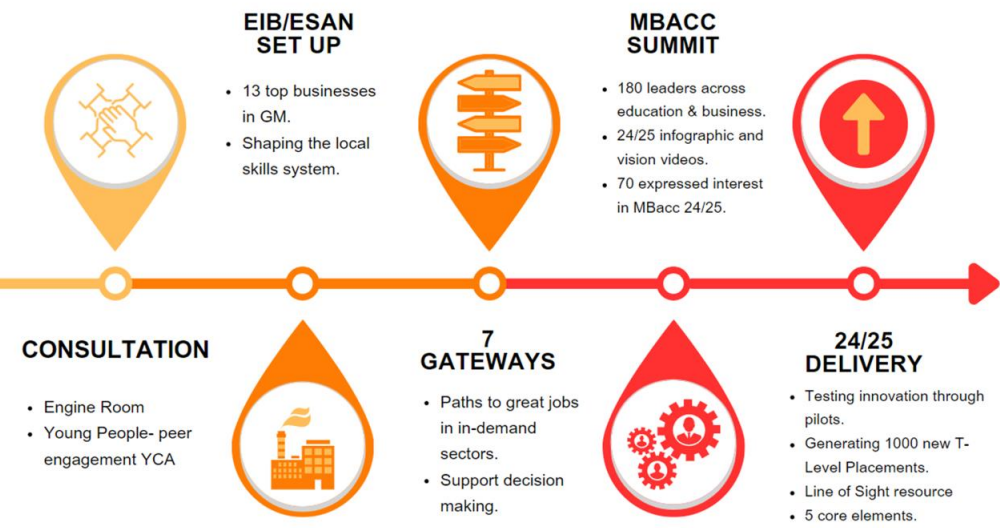 EIB/ESAN
SET UP
• 13 top businesses
in GM.
• Shaping the local
skills system.
MBACC
SUMMIT
• 180 leaders across
education & business.
• 24/25 infographic and
vision videos.
• 70 expressed interest
in MBacc 24/25.
CONSULTATION
• Engine Room
• Young People- peer
engagement YCA
7
GATEWAYS
• Paths to great jobs
in in-demand
sectors.
• Support decision
making.
24/25
DELIVERY
• Testing innovation through
pilots.
• Generating 1000 new T-
Level Placements.
• Line of Sight resource
• 5 core elements.